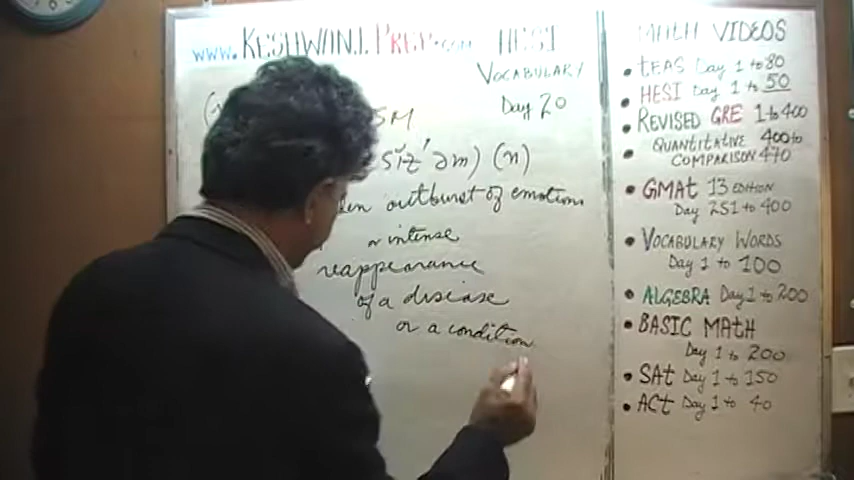 www. KESHWANI PREP.com HESI
VOCABULARY
Day 20
SM
sĭz'əm) (n)
outburst of emotions
or intense
reappearance
of a disease
or a condition
MATH VIDEOS
• TEAS Day 1 to 80
• HESI Day 1 to 50
• REVISED GRE 1 to 400
• QUANTITATIVE 400 to
COMPARISON 470
• GMAT 13 EDITION
Day 251 to 400
• VOCABULARY WORDS
Day 1 to 100
• ALGEBRA Day 1 to 200
• BASIC MATH
Day 1 to 200
• SAT Day 1 to 150
• ACT Day 1 to 40